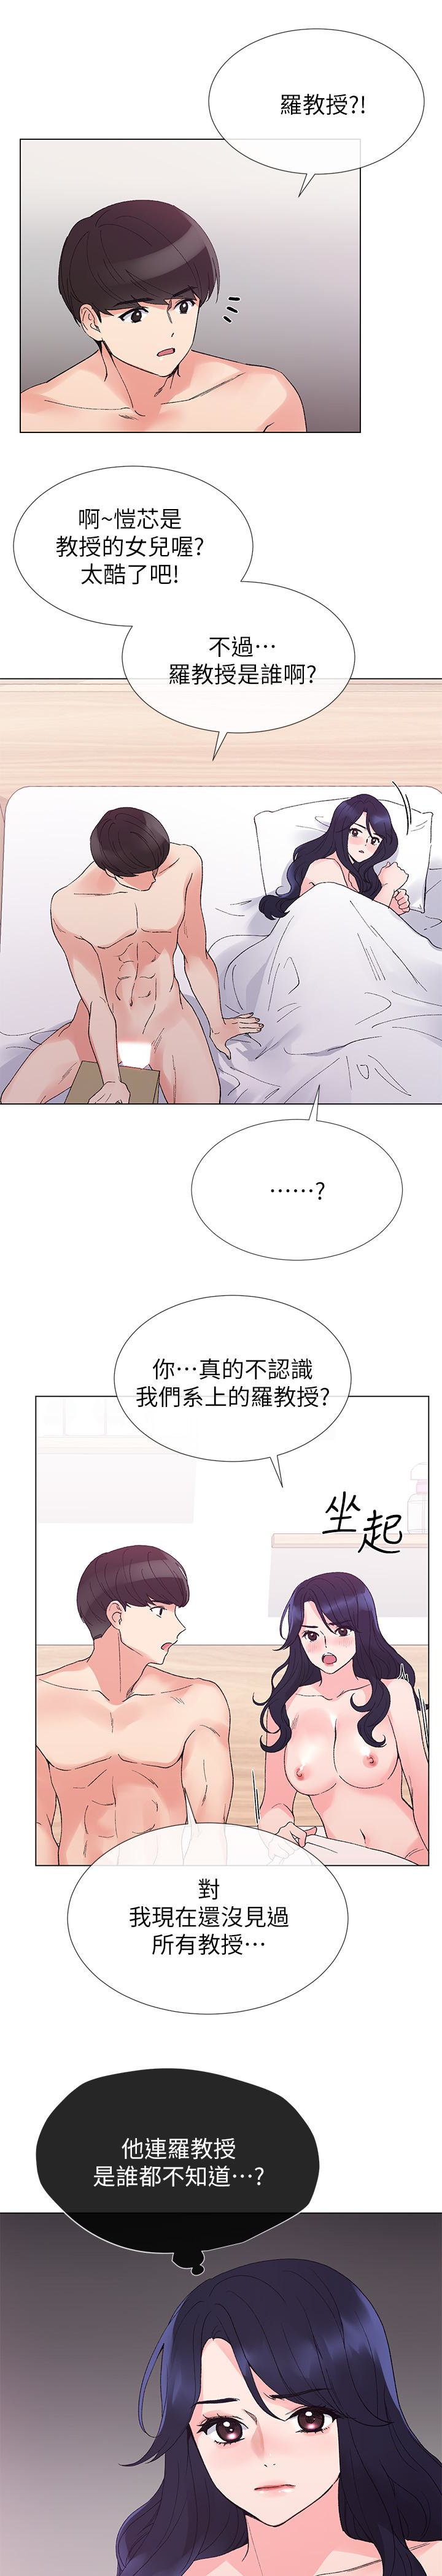 羅教授?!
啊~愷芯是
教授的女兒喔?
太酷了吧!
不過…
羅教授是誰啊?
……?
你…真的不認識
我們系上的羅教授?
坐起
對
我現在還沒見過
所有教授…
他連羅教授
是誰都不知道…?